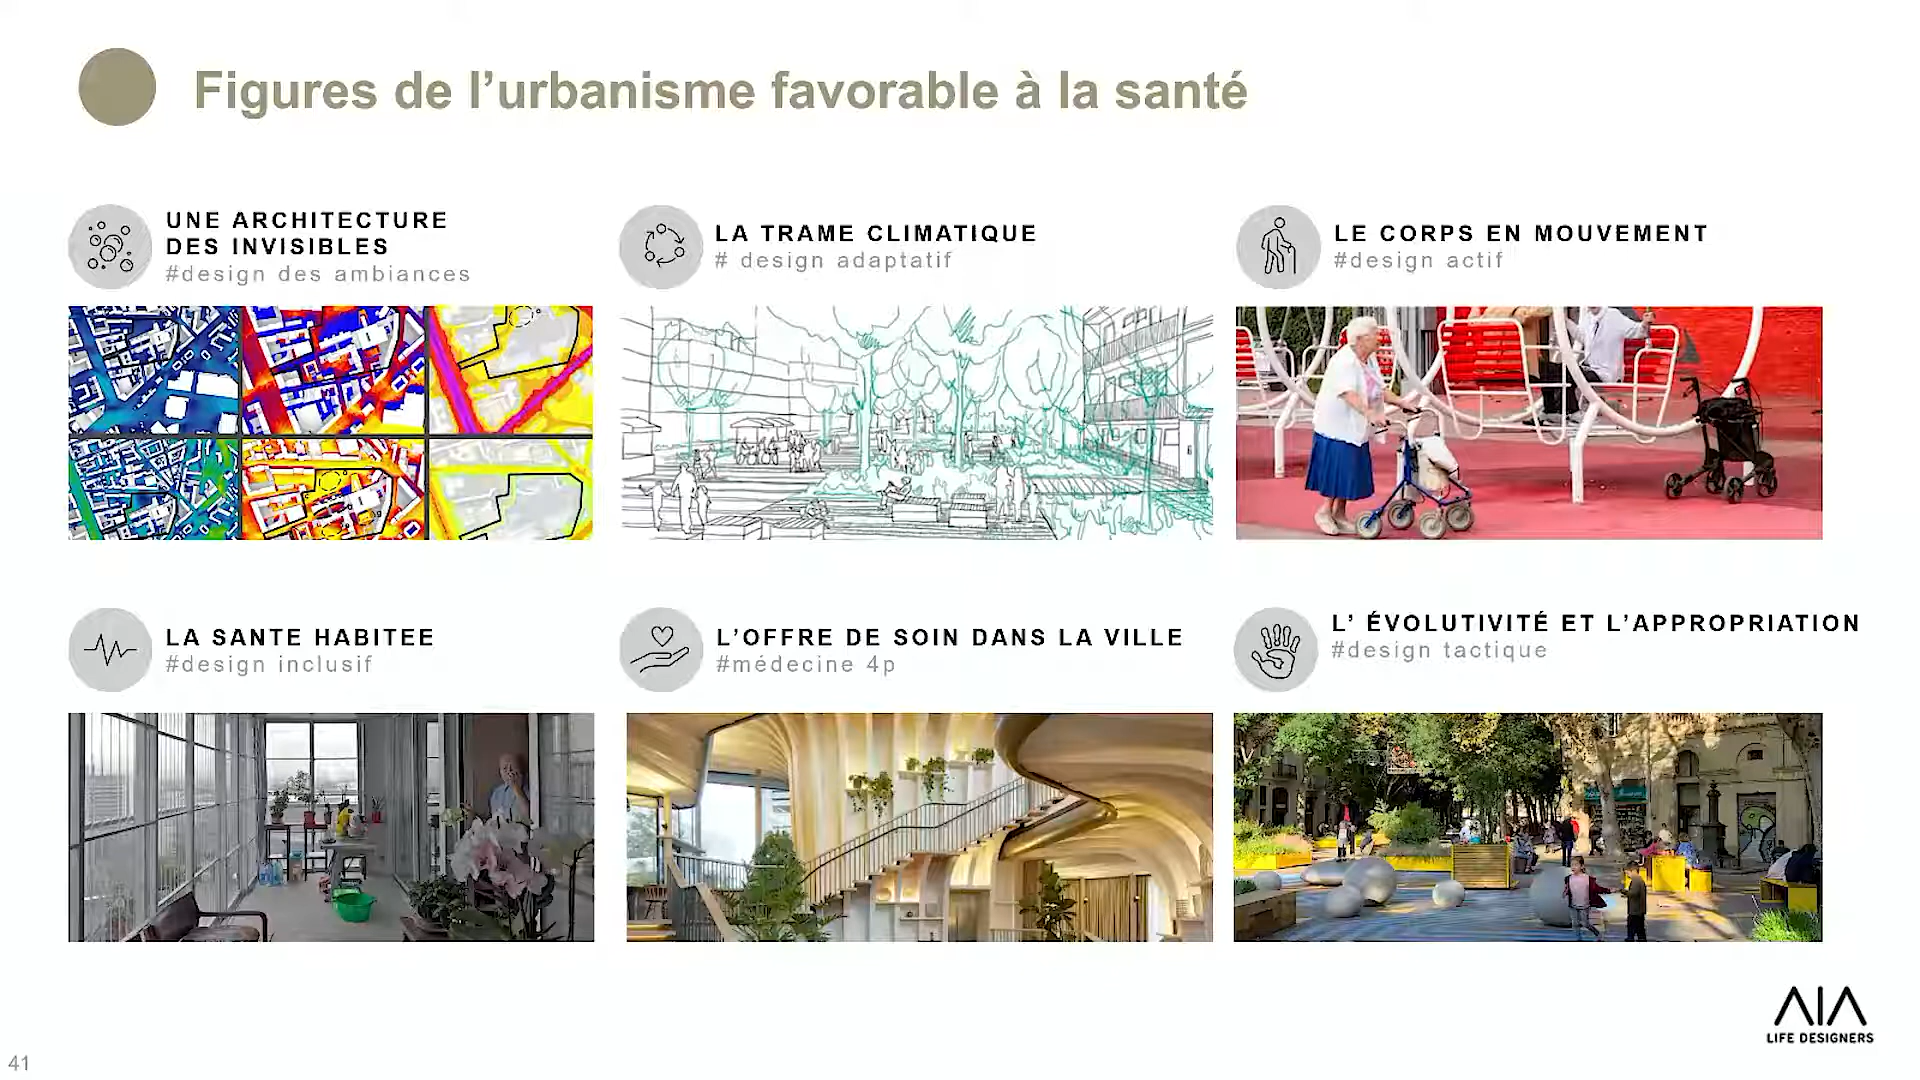 Figures de l’urbanisme favorable à la santé
UNE ARCHITECTURE
DES INVISIBLES
#design des ambiances
LA TRAME CLIMATIQUE
# design adaptatif
LE CORPS EN MOUVEMENT
#design actif
LA SANTE HABITEE
#design inclusif
L’OFFRE DE SOIN DANS LA VILLE
#médecine 4p
L’ ÉVOLUTIVITÉ ET L’APPROPRIATION
#design tactique
AIA
LIFE DESIGNERS
41